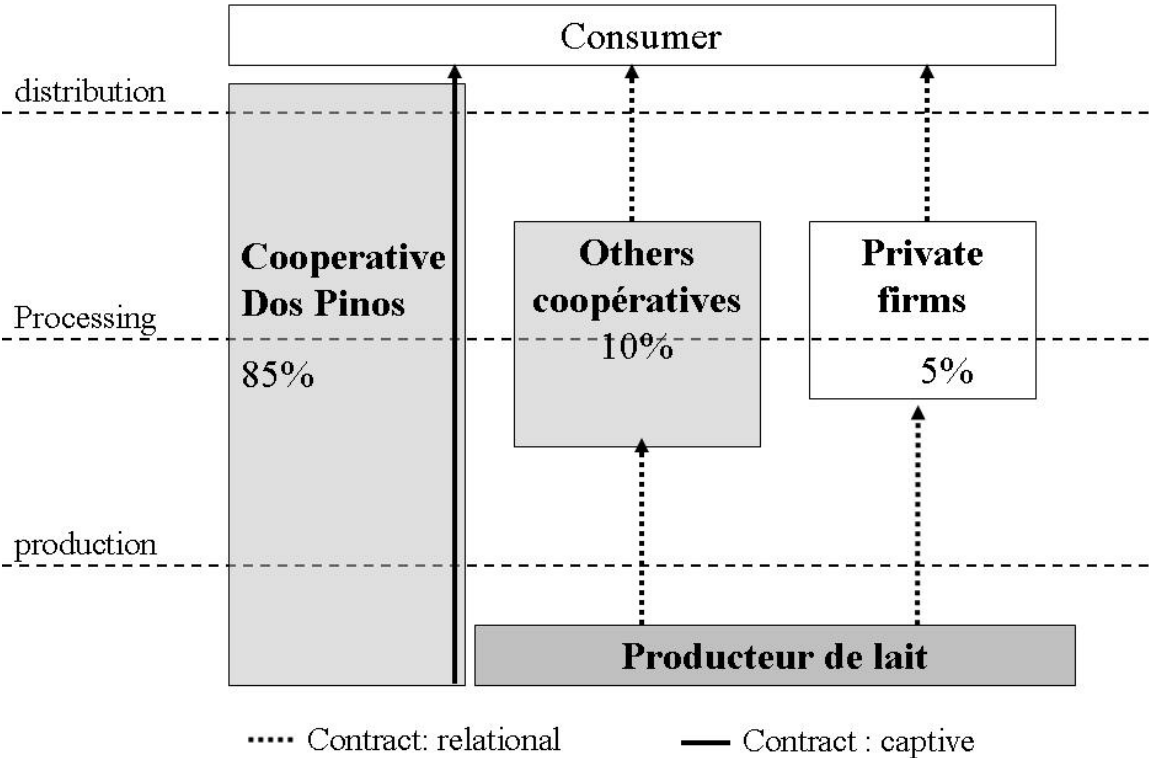 Consumer
distribution
Cooperative
Dos Pinos
85%
Others
coopératives
10%
Private
firms
5%
Processing
production
Producteur de lait
Contract: relational
Contract : captive